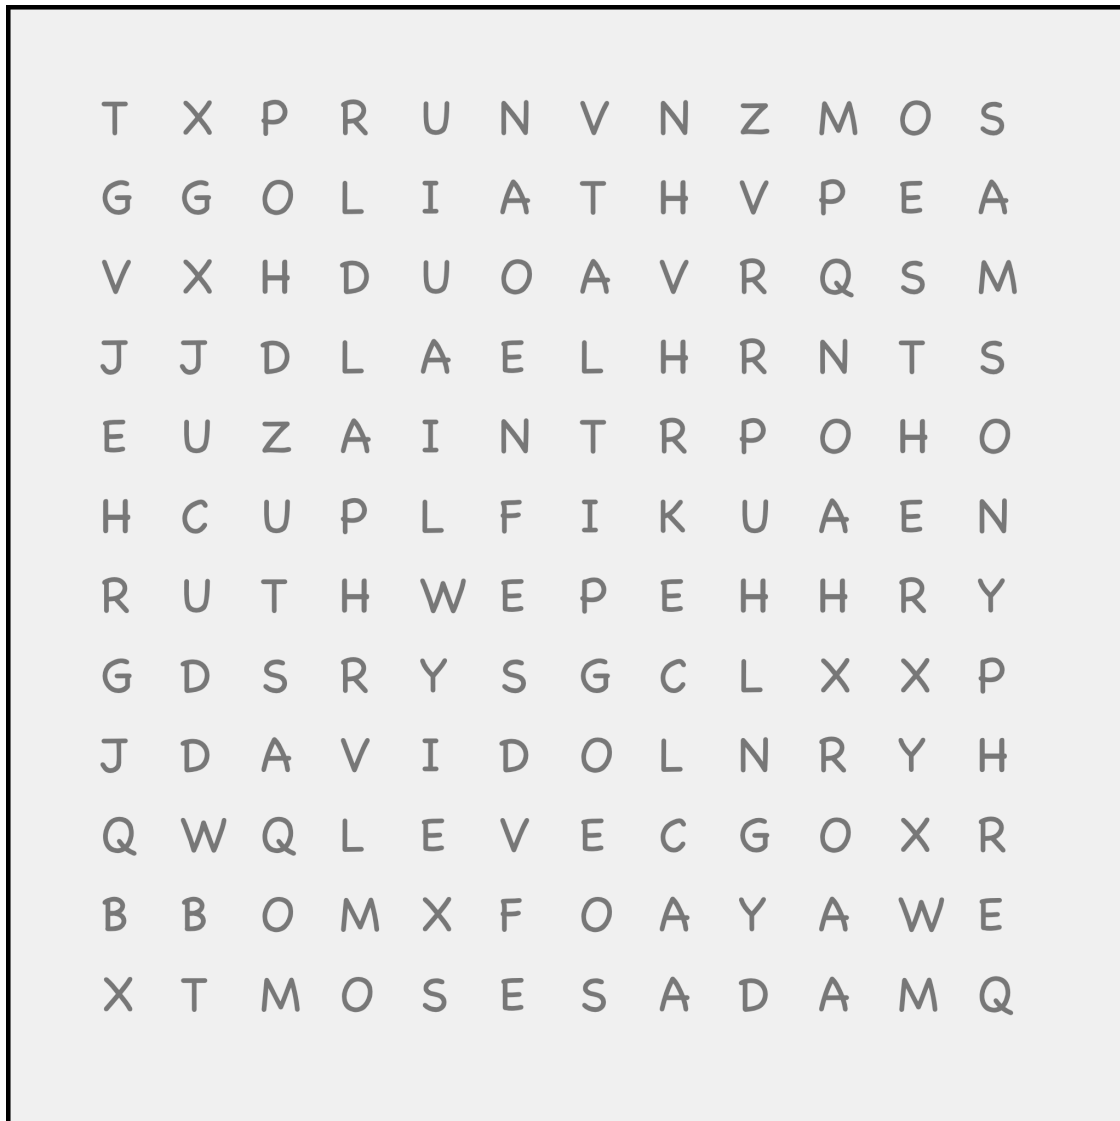 T X P R U N V N Z M O S
G G O L I A T H V P E A
V X H D U O A V R Q S M
J J D L A E L H R N T S
E U Z A I N T R P O H O
H C U P L F I K U A E N
R U T H W E P E H H R Y
G D S R Y S G C L X X P
J D A V I D O L N R Y H
Q W Q L E V E C G O X R
B B O M X F O A Y A W E
X T M O S E S A D A M Q